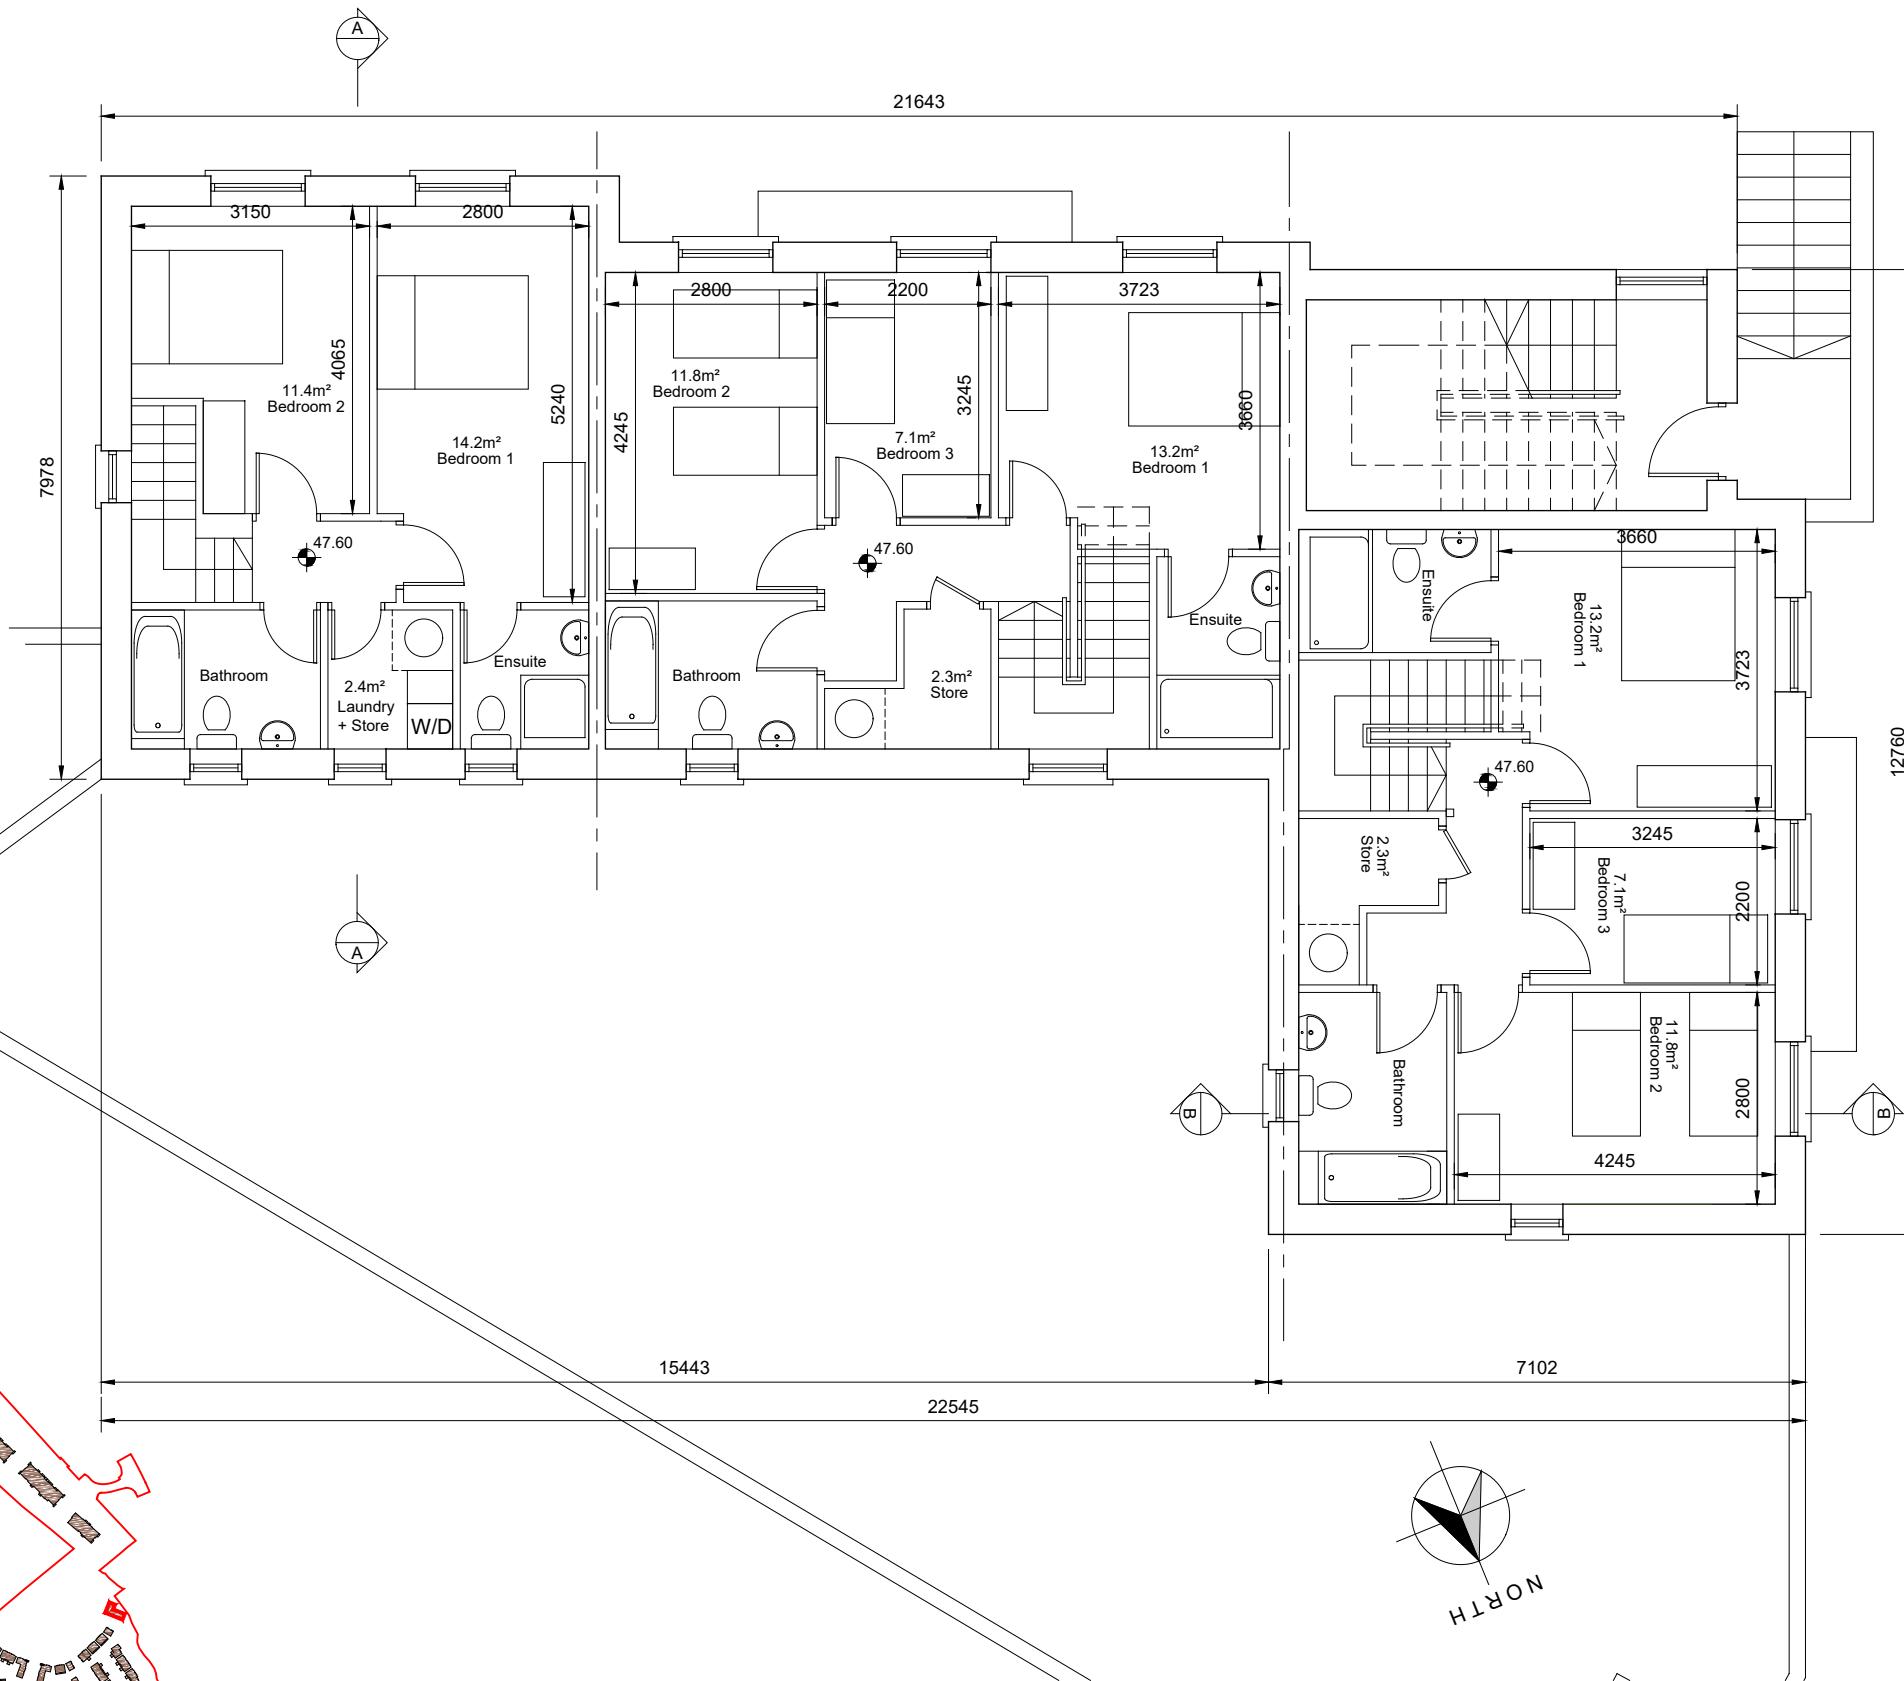 A
21643
3150
2800
2800
2200
3723
4065
5240
4245
3245
3660
7978
11.4m²
Bedroom 2
14.2m²
Bedroom 1
11.8m²
Bedroom 2
7.1m²
Bedroom 3
13.2m²
Bedroom 1
47.60
47.60
Bathroom
2.4m²
Laundry
+ Store
W/D
Ensuite
Bathroom
2.3m²
Store
Ensuite
3660
Ensuite
13.2m²
Bedroom 1
3723
12760
47.60
2.3m²
Store
3245
7.1m²
Bedroom 3
2200
11.8m²
Bedroom 2
2800
Bathroom
4245
A
B
B
15443
7102
22545
NORTH